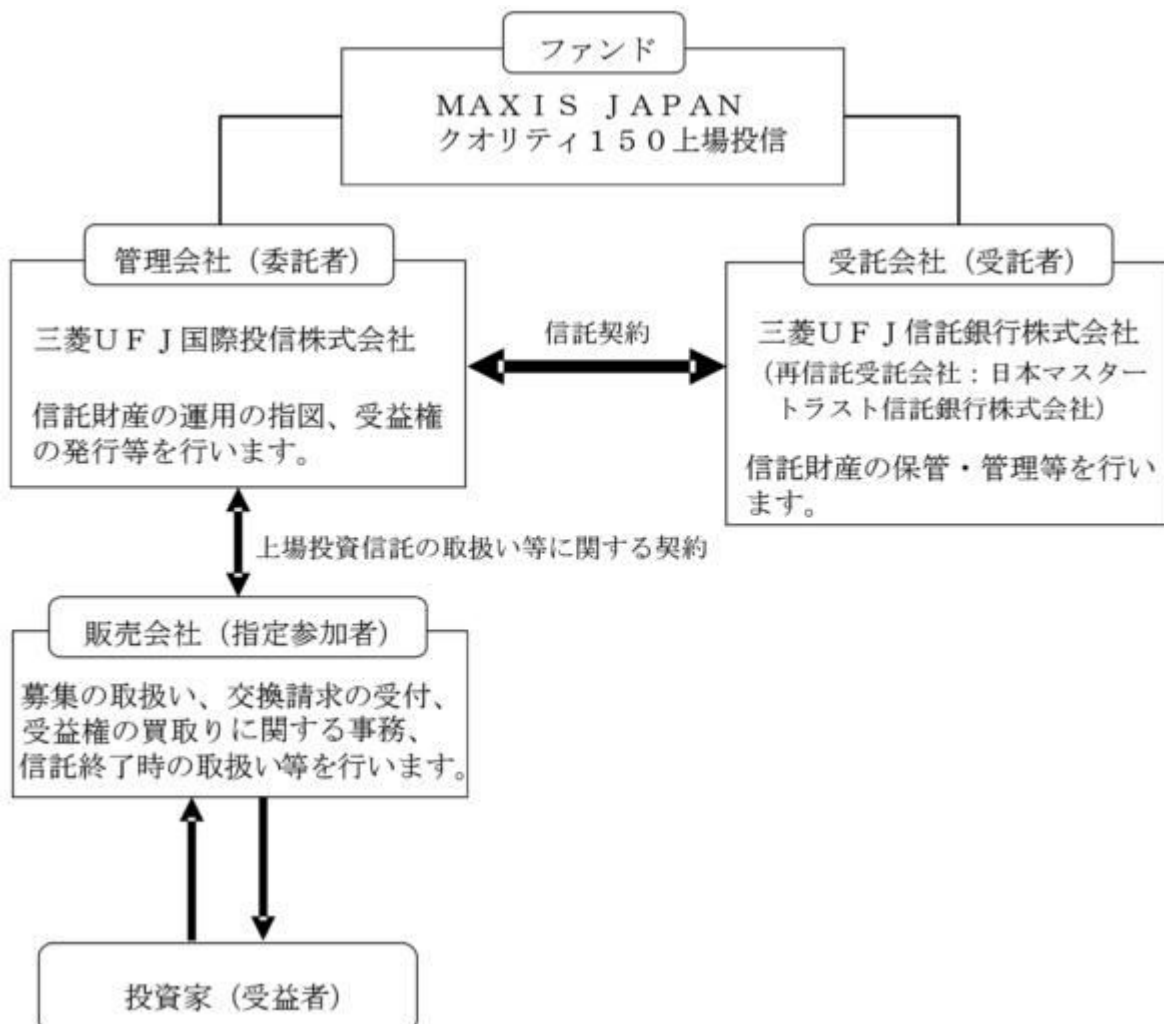 ファンド
ＭＡＸＩＳ　ＪＡＰＡＮ
クオリティ１５０上場投信
管理会社（委託者）
三菱ＵＦＪ国際投信株式会社
信託財産の運用の指図、受益権
の発行等を行います。
信託契約
受託会社（受託者）
三菱ＵＦＪ信託銀行株式会社
（再信託受託会社：日本マスター
トラスト信託銀行株式会社）
信託財産の保管・管理等を行い
ます。
上場投資信託の取扱い等に関する契約
販売会社（指定参加者）
募集の取扱い、交換請求の受付、
受益権の買取りに関する事務、
信託終了時の取扱い等を行います。
投資家（受益者）